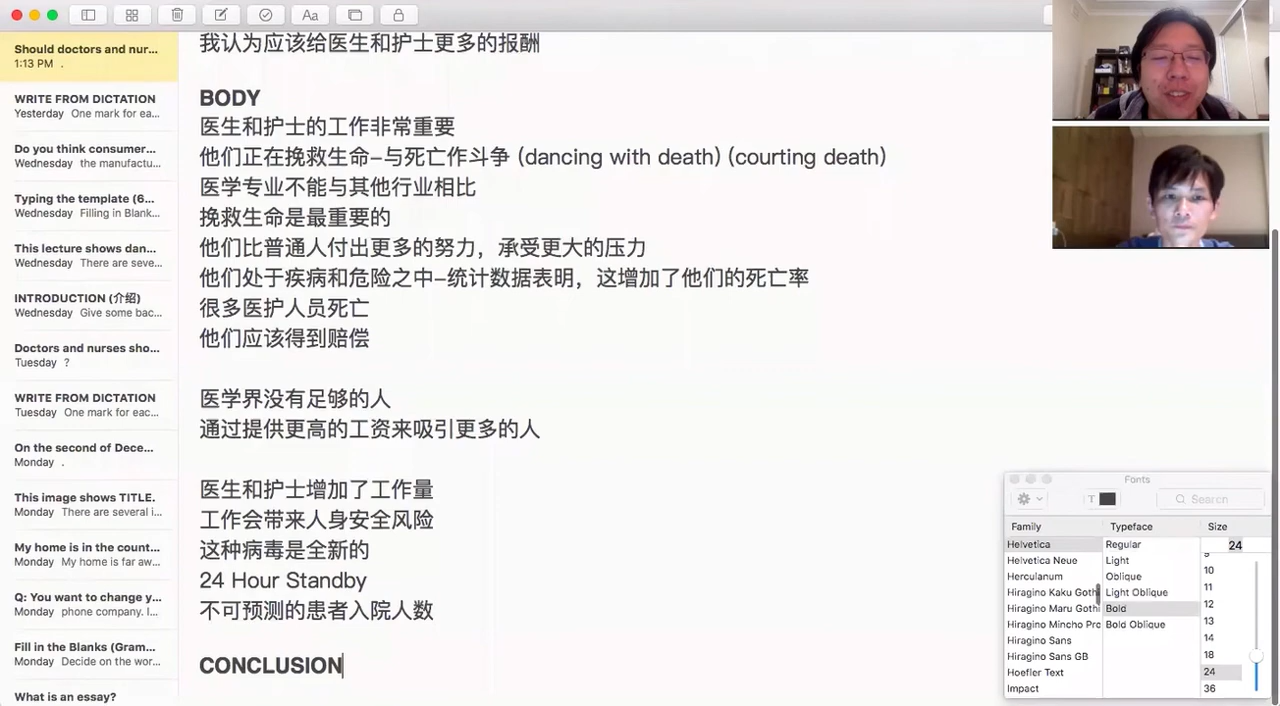 Should doctors and nur...
1:13 PM .
WRITE FROM DICTATION
Yesterday One mark for ea...
Do you think consumer...
Wednesday the manufactu...
Typing the template (6...
Wednesday Filling in Blank...
This lecture shows dan...
Wednesday There are seve...
INTRODUCTION (介绍)
Wednesday Give some bac...
Doctors and nurses sho...
Tuesday ?
WRITE FROM DICTATION
Tuesday One mark for eac...
On the second of Dece...
Monday .
This image shows TITLE.
Monday There are several i...
My home is in the count...
Monday My home is far aw...
Q: You want to change y...
Monday phone company. I...
Fill in the Blanks (Gram...
Monday Decide on the wor...
What is an essay?
我认为应该给医生和护士更多的报酬
BODY
医生和护士的工作非常重要
他们正在挽救生命-与死亡作斗争 (dancing with death) (courting death)
医学专业不能与其他行业相比
挽救生命是最重要的
他们比普通人付出更多的努力，承受更大的压力
他们处于疾病和危险之中-统计数据表明，这增加了他们的死亡率
很多医护人员死亡
他们应该得到赔偿
医学界没有足够的人
通过提供更高的工资来吸引更多的人
医生和护士增加了工作量
工作会带来人身安全风险
这种病毒是全新的
24 Hour Standby
不可预测的患者入院人数
CONCLUSION
Aa
Fonts
T
Search
Family Typeface Size
Helvetica Regular 24
Helvetica Neue Light 10
Herculanum Oblique 11
Hiragino Kaku Goth Light Oblique 12
Hiragino Maru Goth Bold 13
Hiragino Mincho Pro Bold Oblique 14
Hiragino Sans 18
Hiragino Sans GB
Hoefler Text 24
Impact 36